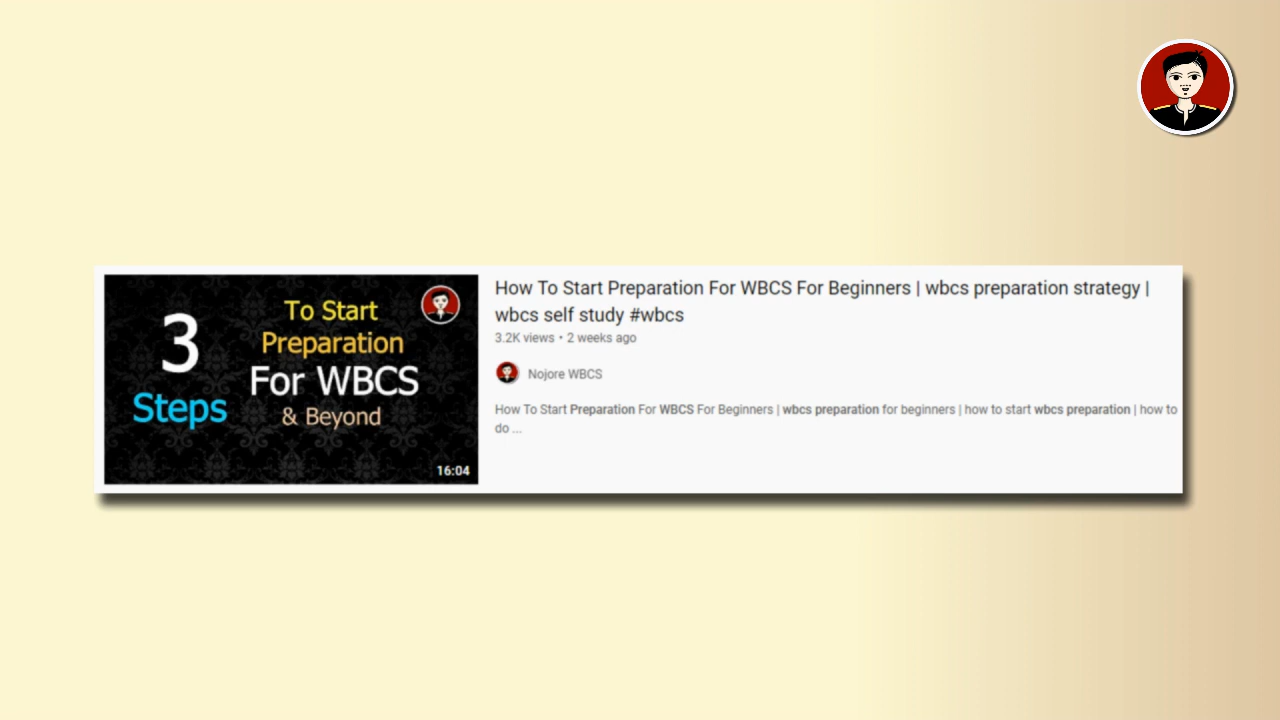 3
Steps
To Start
Preparation
For WBCS
& Beyond
16:04
How To Start Preparation For WBCS For Beginners | wbcs preparation strategy |
wbcs self study #wbcs
3.2K views • 2 weeks ago
Nojore WBCS
How To Start Preparation For WBCS For Beginners | wbcs preparation for beginners | how to start wbcs preparation | how to
do ...